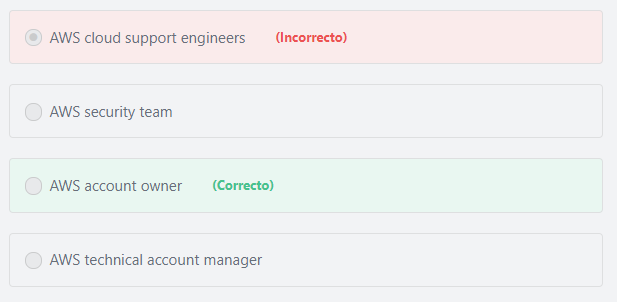 AWS cloud support engineers (Incorrecto)
AWS security team
AWS account owner (Correcto)
AWS technical account manager